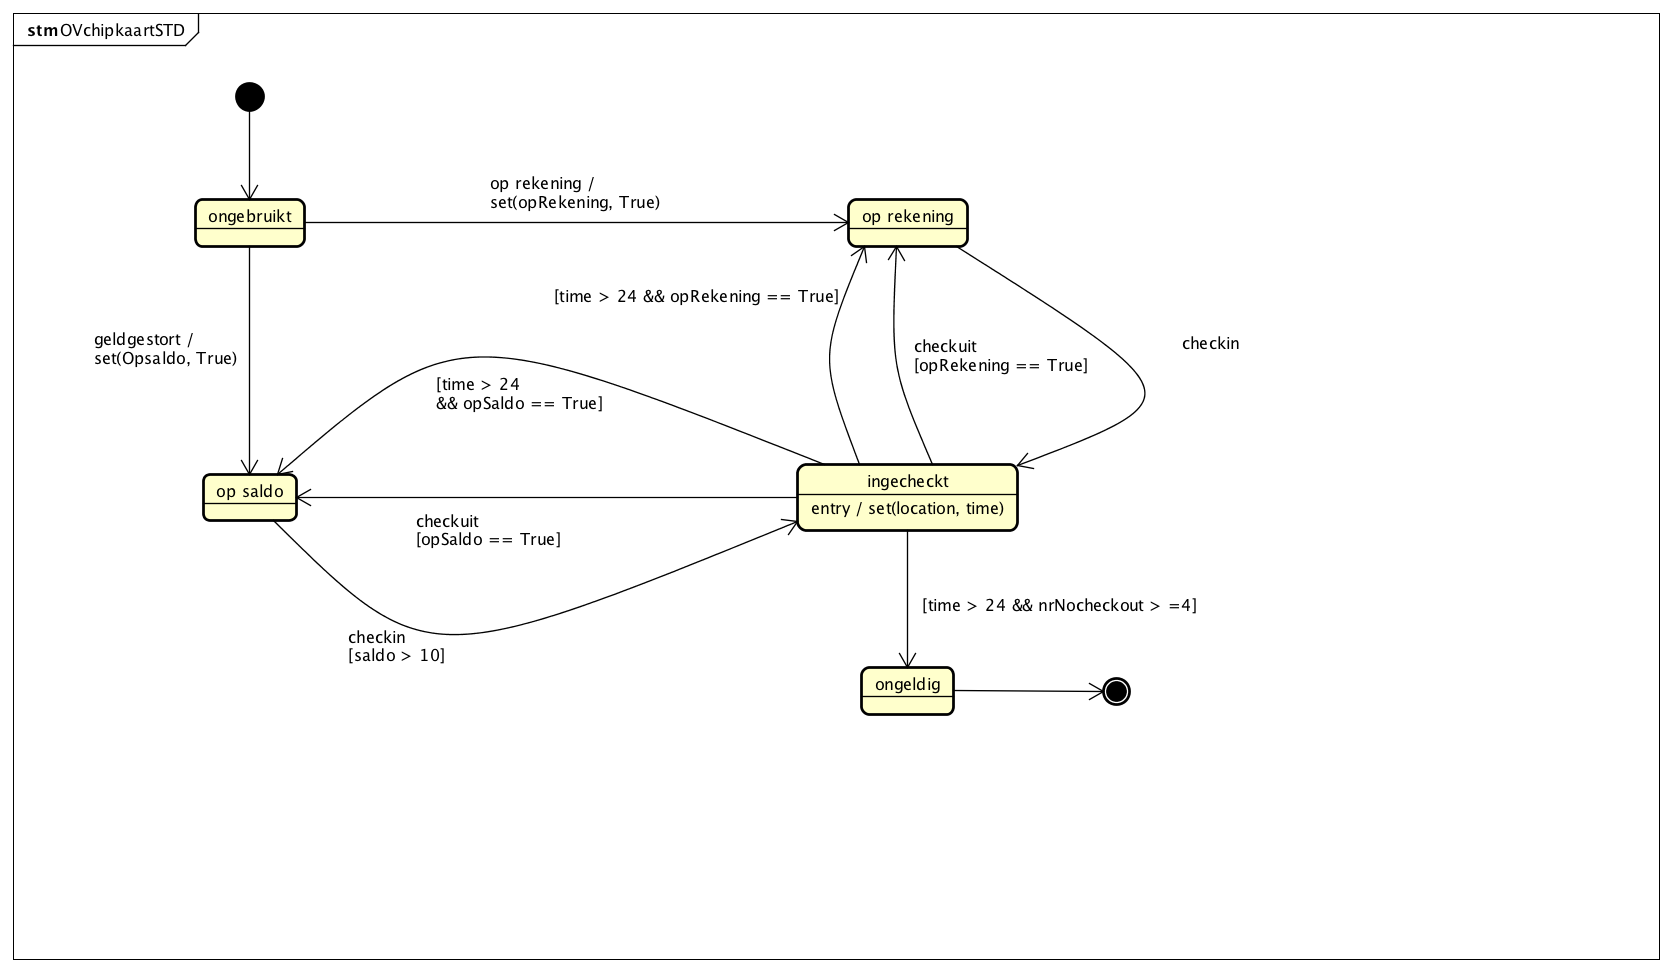 stm OVchipkaartSTD
op rekening /
set(opRekening, True)
ongebruikt
op rekening
[time > 24 && opRekening == True]
geldgestort /
set(Opsaldo, True)
checkuit
[opRekening == True]
checkin
[time > 24
&& opSaldo == True]
op saldo
ingecheckt
entry / set(location, time)
checkuit
[opSaldo == True]
[time > 24 && nrNocheckout > =4]
checkin
[saldo > 10]
ongeldig